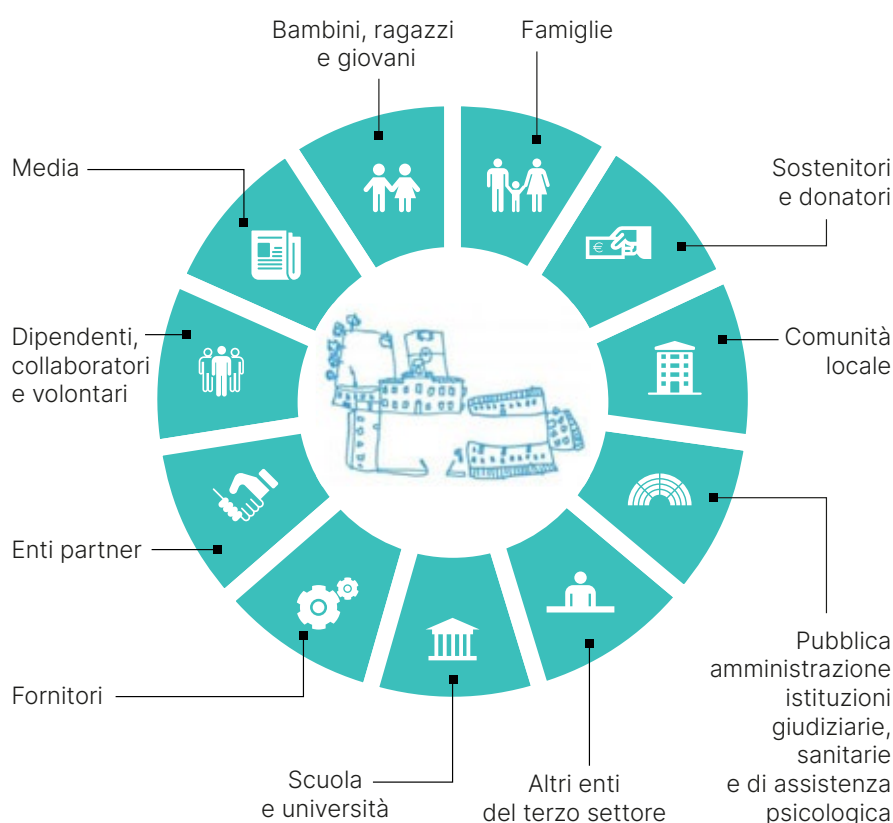 Bambini, ragazzi
e giovani
Famiglie
Sostenitori
e donatori
Comunità
locale
Pubblica
amministrazione
istituzioni
giudiziarie,
sanitarie
e di assistenza
psicologica
Altri enti
del terzo settore
Scuola
e università
Fornitori
Enti partner
Dipendenti,
collaboratori
e volontari
Media
€